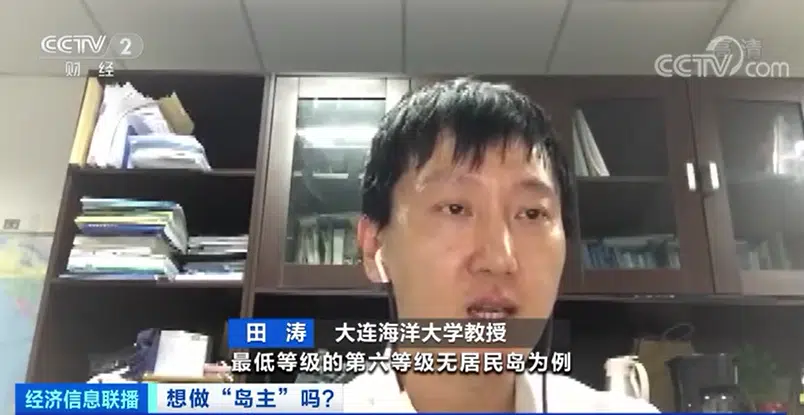 CCTV 2
财经
高清
CCTV.com
田涛 大连海洋大学教授
最低等级的第六等级无居民岛为例
经济信息联播 想做“岛主”吗？